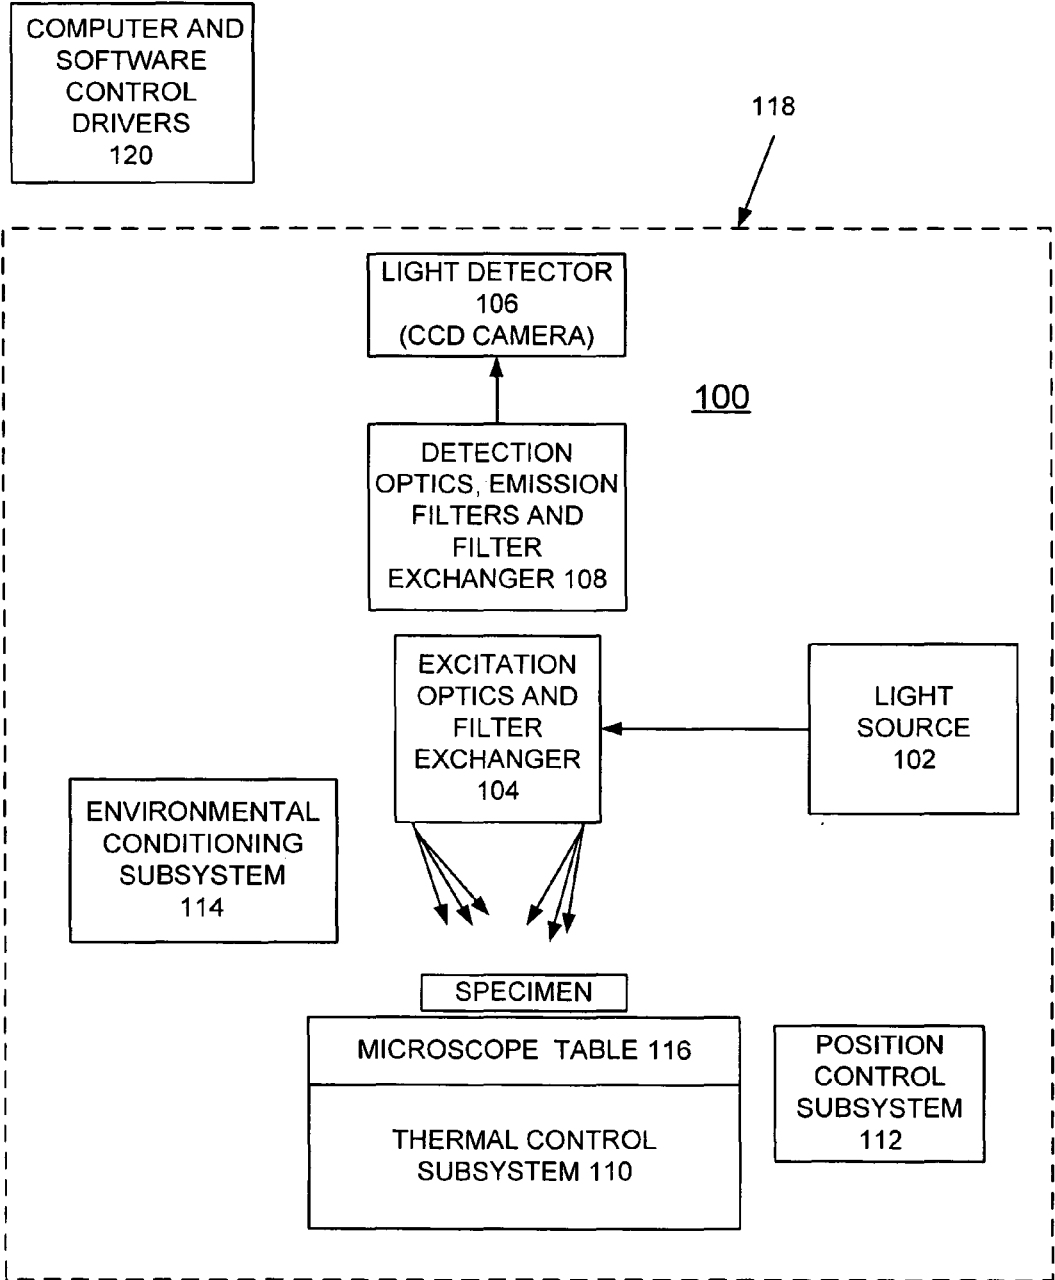 COMPUTER AND
SOFTWARE
CONTROL
DRIVERS
120
118
LIGHT DETECTOR
106
(CCD CAMERA)
100
DETECTION
OPTICS, EMISSION
FILTERS AND
FILTER
EXCHANGER 108
EXCITATION
OPTICS AND
FILTER
EXCHANGER
104
LIGHT
SOURCE
102
ENVIRONMENTAL
CONDITIONING
SUBSYSTEM
114
SPECIMEN
MICROSCOPE TABLE 116
POSITION
CONTROL
SUBSYSTEM
112
THERMAL CONTROL
SUBSYSTEM 110